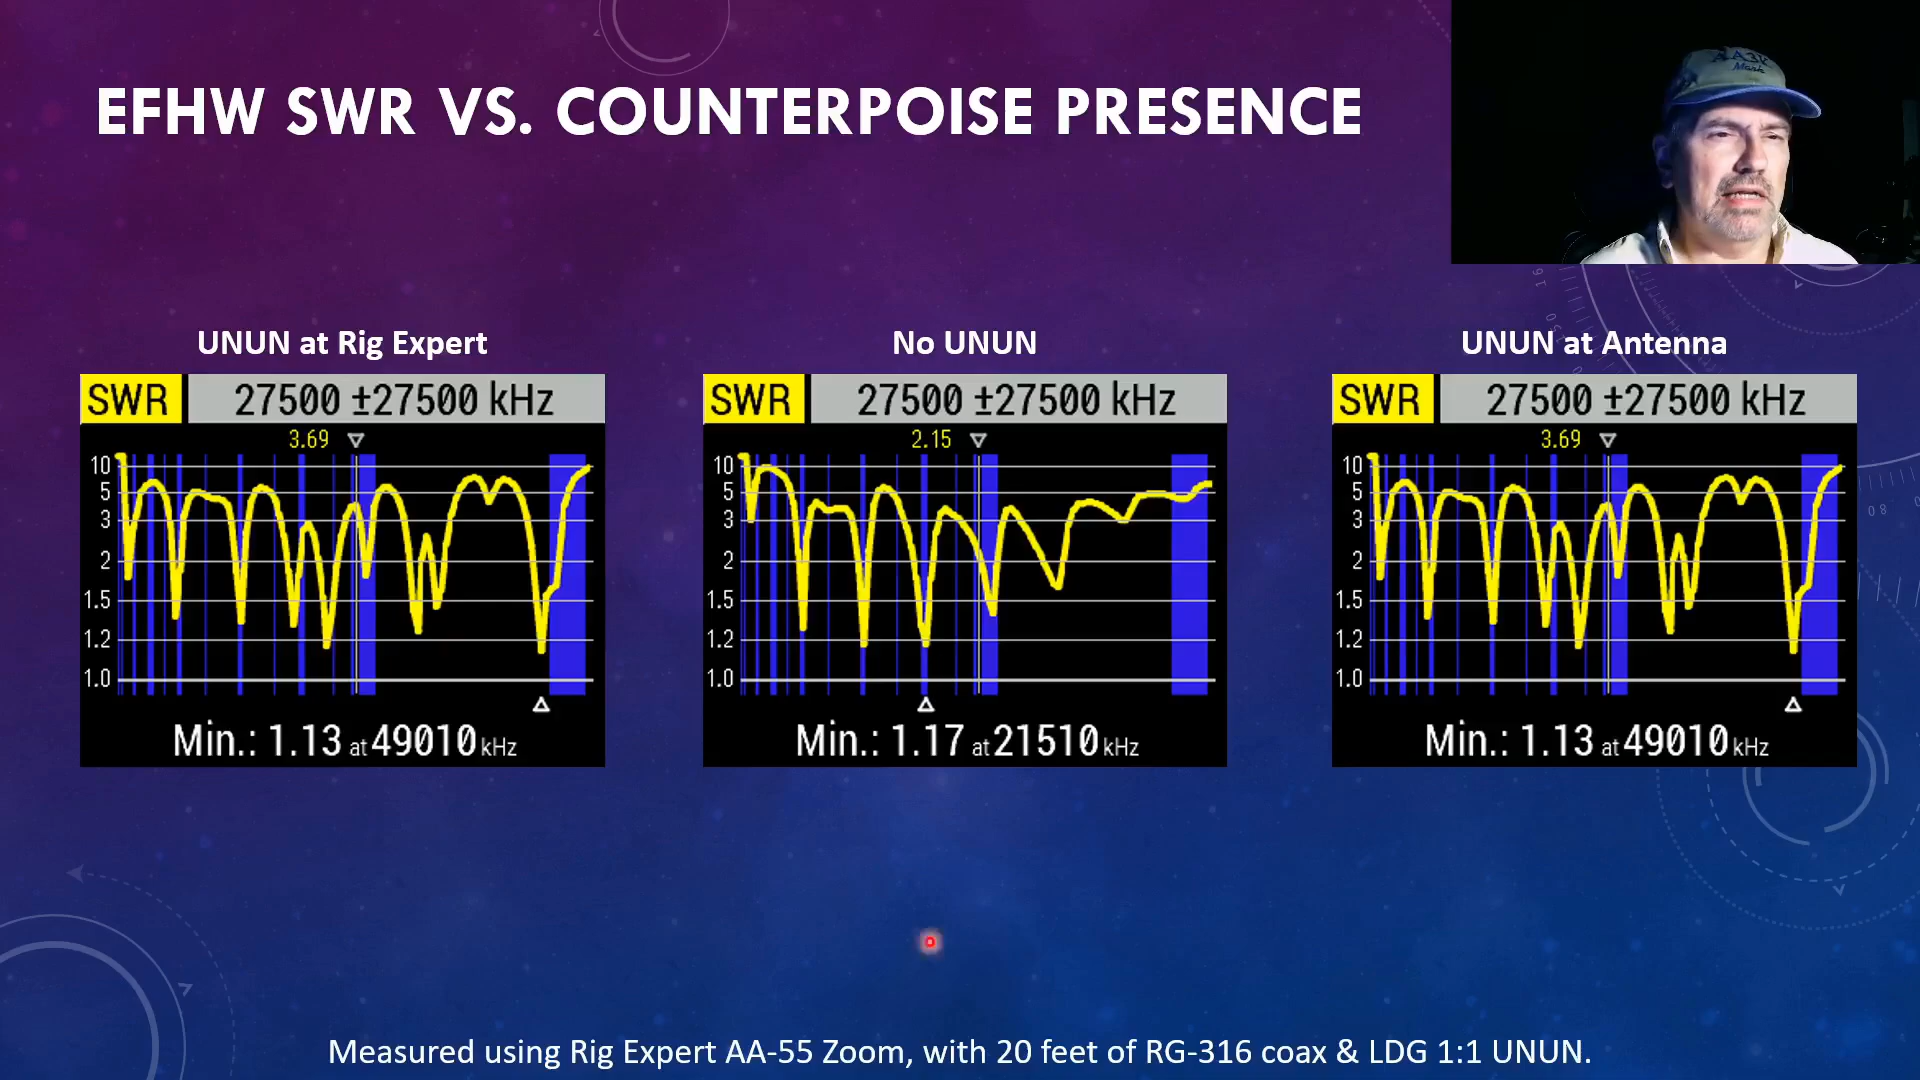 EFHW SWR VS. COUNTERPOISE PRESENCE
AA3K
Mark
UNUN at Rig Expert
SWR 27500 ±27500 kHz
3.69
10
5
3
2
1.5
1.2
1.0
Min.: 1.13 at 49010 kHz
No UNUN
SWR 27500 ±27500 kHz
2.15
10
5
3
2
1.5
1.2
1.0
Min.: 1.17 at 21510 kHz
UNUN at Antenna
SWR 27500 ±27500 kHz
3.69
10
5
3
2
1.5
1.2
1.0
Min.: 1.13 at 49010 kHz
Measured using Rig Expert AA-55 Zoom, with 20 feet of RG-316 coax & LDG 1:1 UNUN.